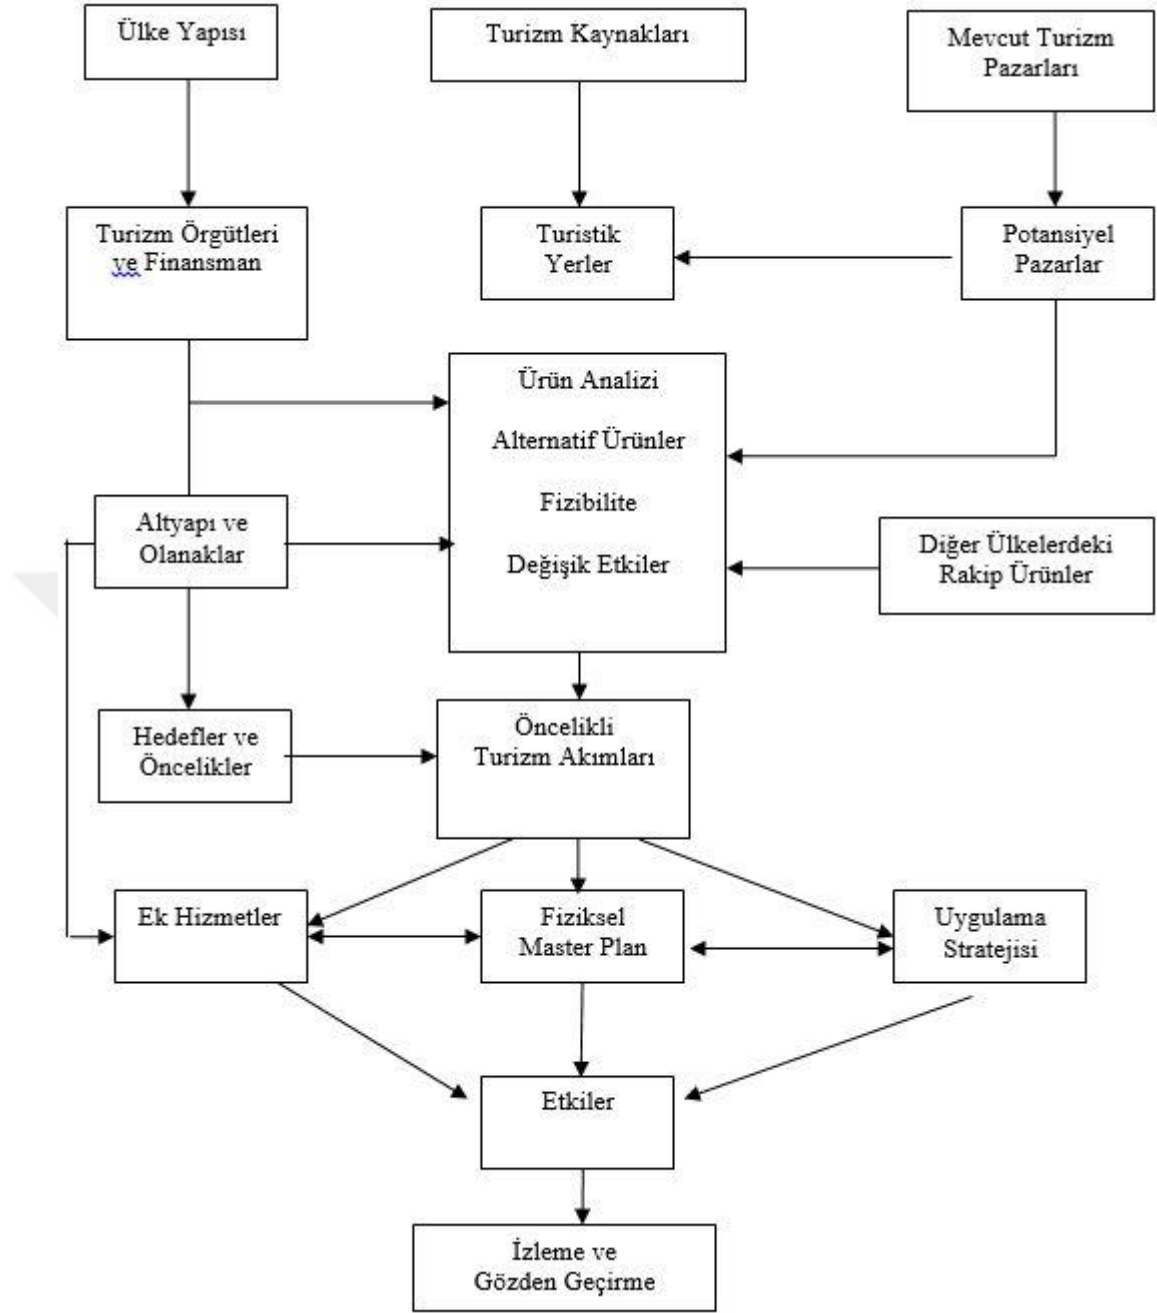 Ülke Yapısı
Turizm Kaynakları
Mevcut Turizm
Pazarları
Turizm Örgütleri
ve Finansman
Turistik
Yerler
Potansiyel
Pazarlar
Ürün Analizi
Alternatif Ürünler
Fizibilite
Değişik Etkiler
Altyapı ve
Olanaklar
Diğer Ülkelerdeki
Rakip Ürünler
Hedefler ve
Öncelikler
Öncelikli
Turizm Akımları
Ek Hizmetler
Fiziksel
Master Plan
Uygulama
Stratejisi
Etkiler
İzleme ve
Gözden Geçirme